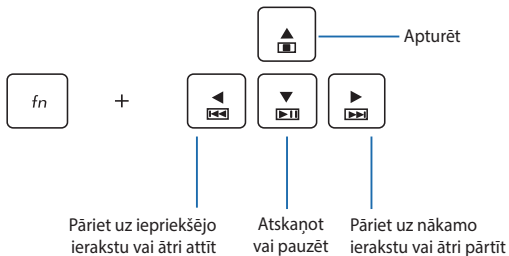 Apturēt
fn +
Pāriet uz iepriekšējo
ierakstu vai ātri attīt
Atskaņot
vai pauzēt
Pāriet uz nākamo
ierakstu vai ātri pārtīt